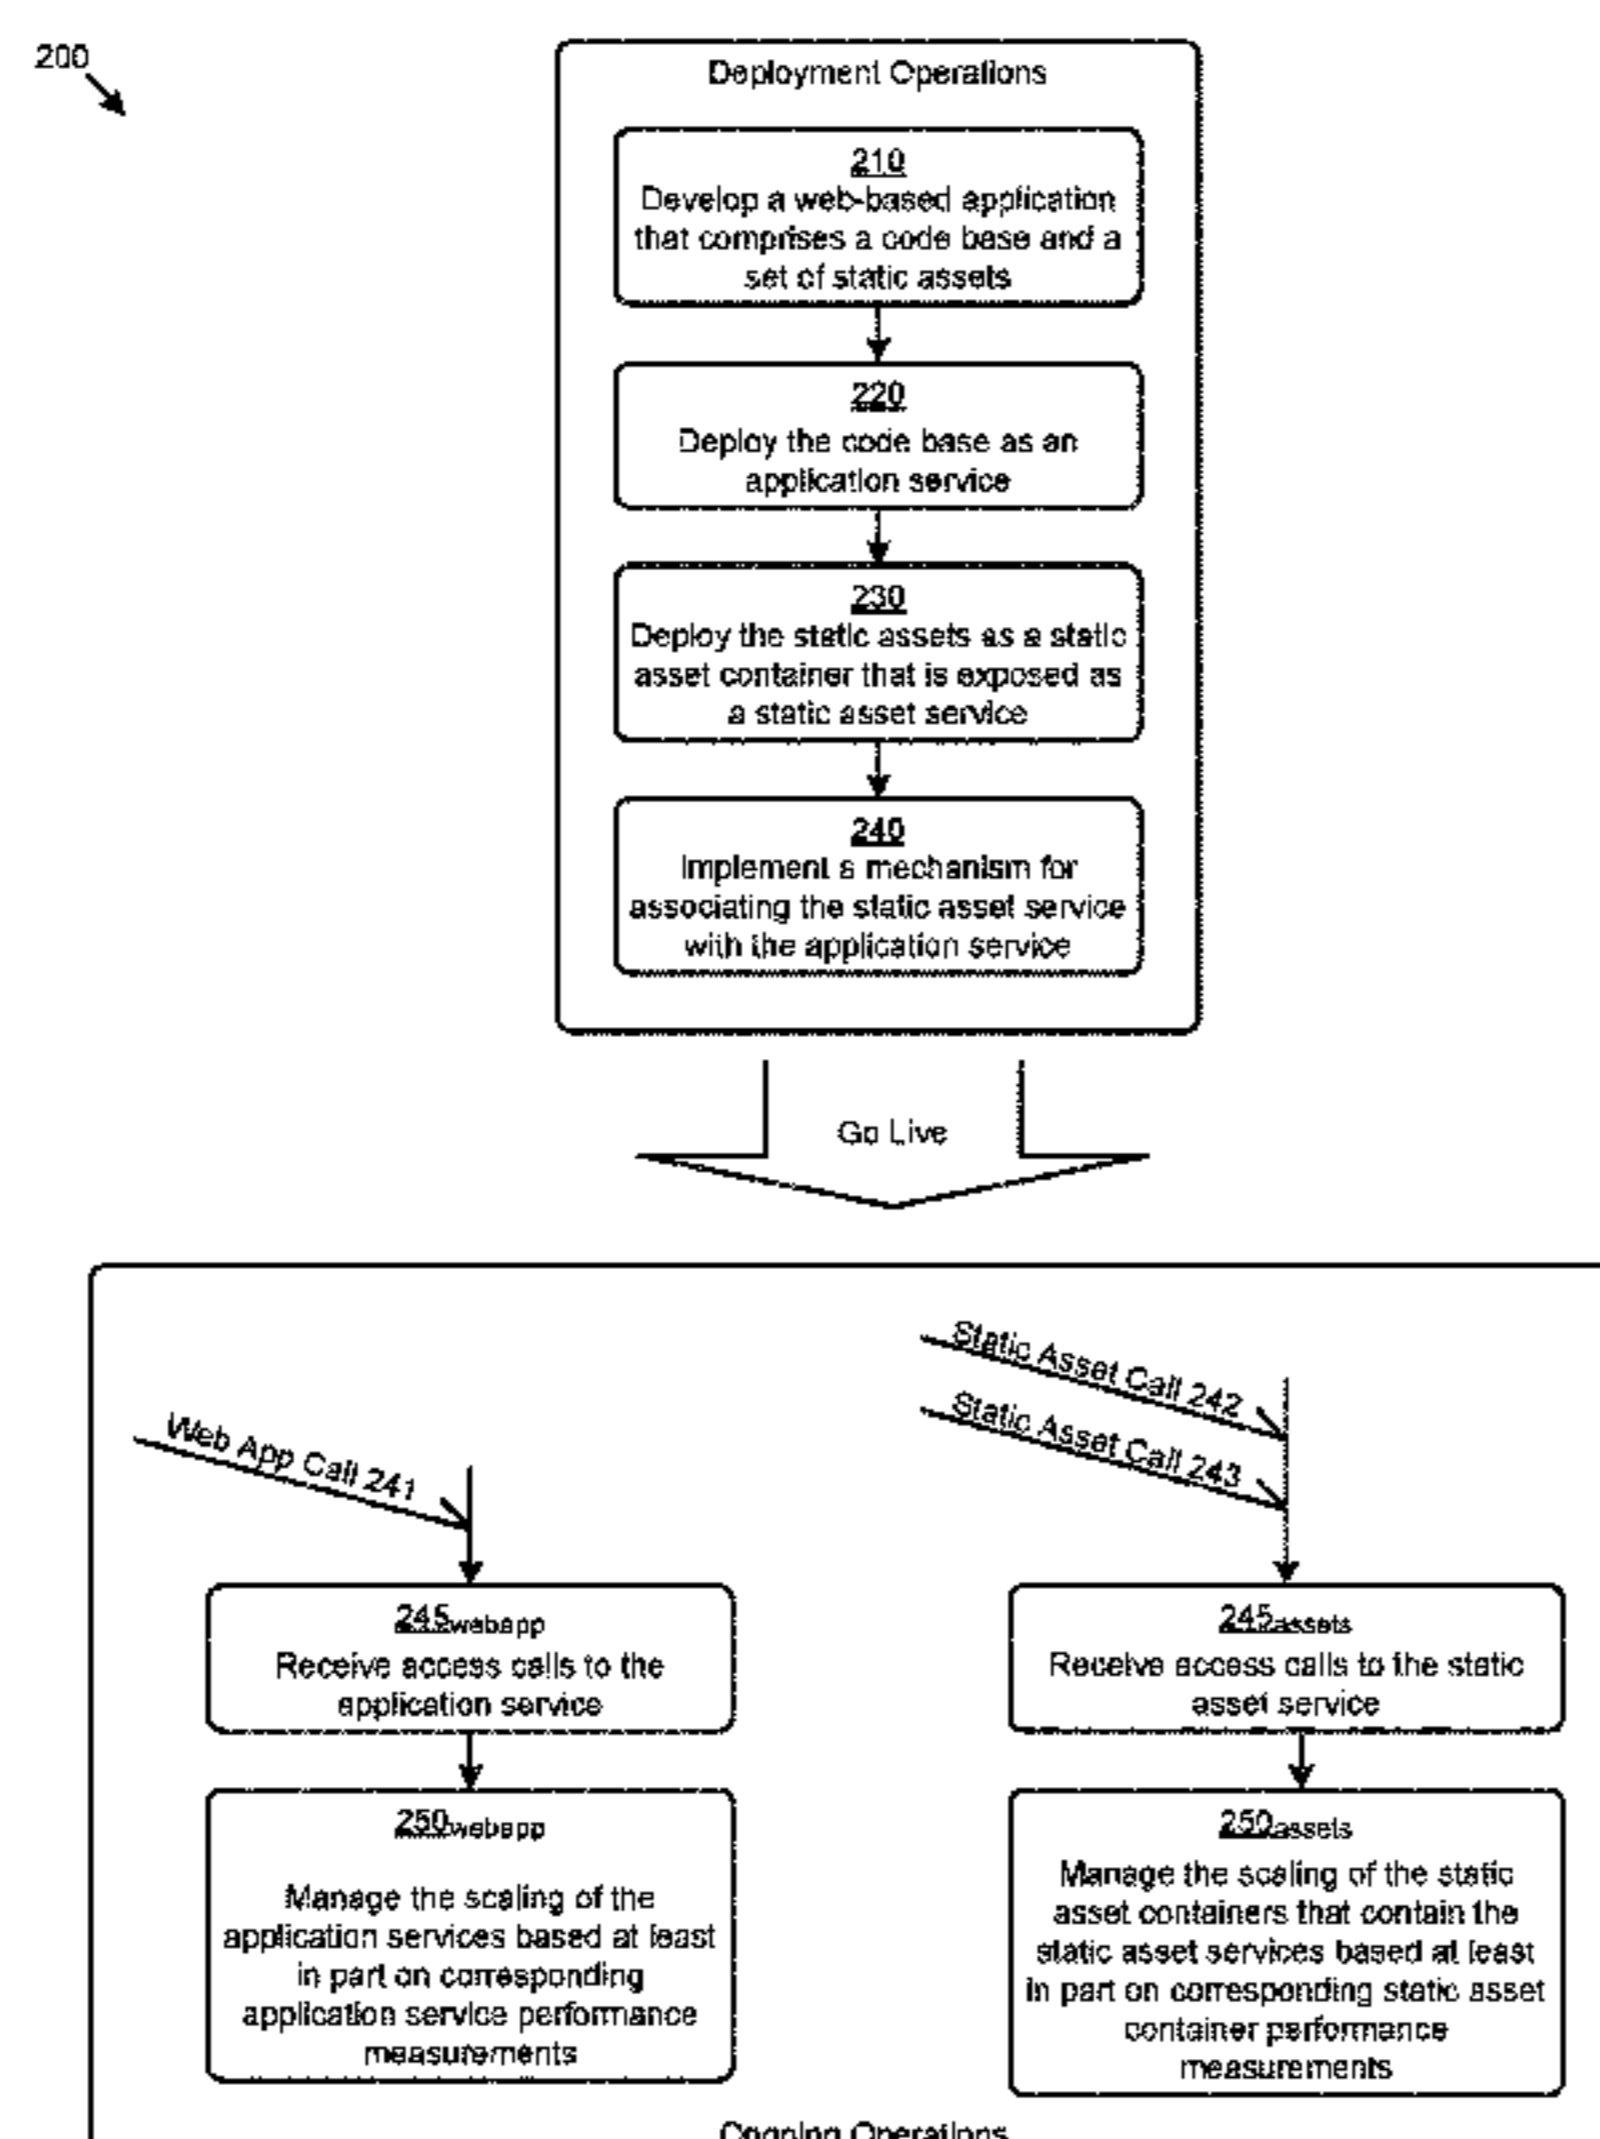 200
Deployment Operations
210
Develop a web-based application
that comprises a code base and a
set of static assets
220
Deploy the code base as an
application service
230
Deploy the static assets as a static
asset container that is exposed as
a static asset service
240
Implement a mechanism for
associating the static asset service
with the application service
Go Live
Web App Call 241
Static Asset Call 242
Static Asset Call 243
245webapp
Receive access calls to the
application service
245assets
Receive access calls to the static
asset service
250webapp
Manage the scaling of the
application services based at least
in part on corresponding
application service performance
measurements
250assets
Manage the scaling of the static
asset containers that contain the
static asset services based at least
in part on corresponding static asset
container performance
measurements
Ongoing Operations